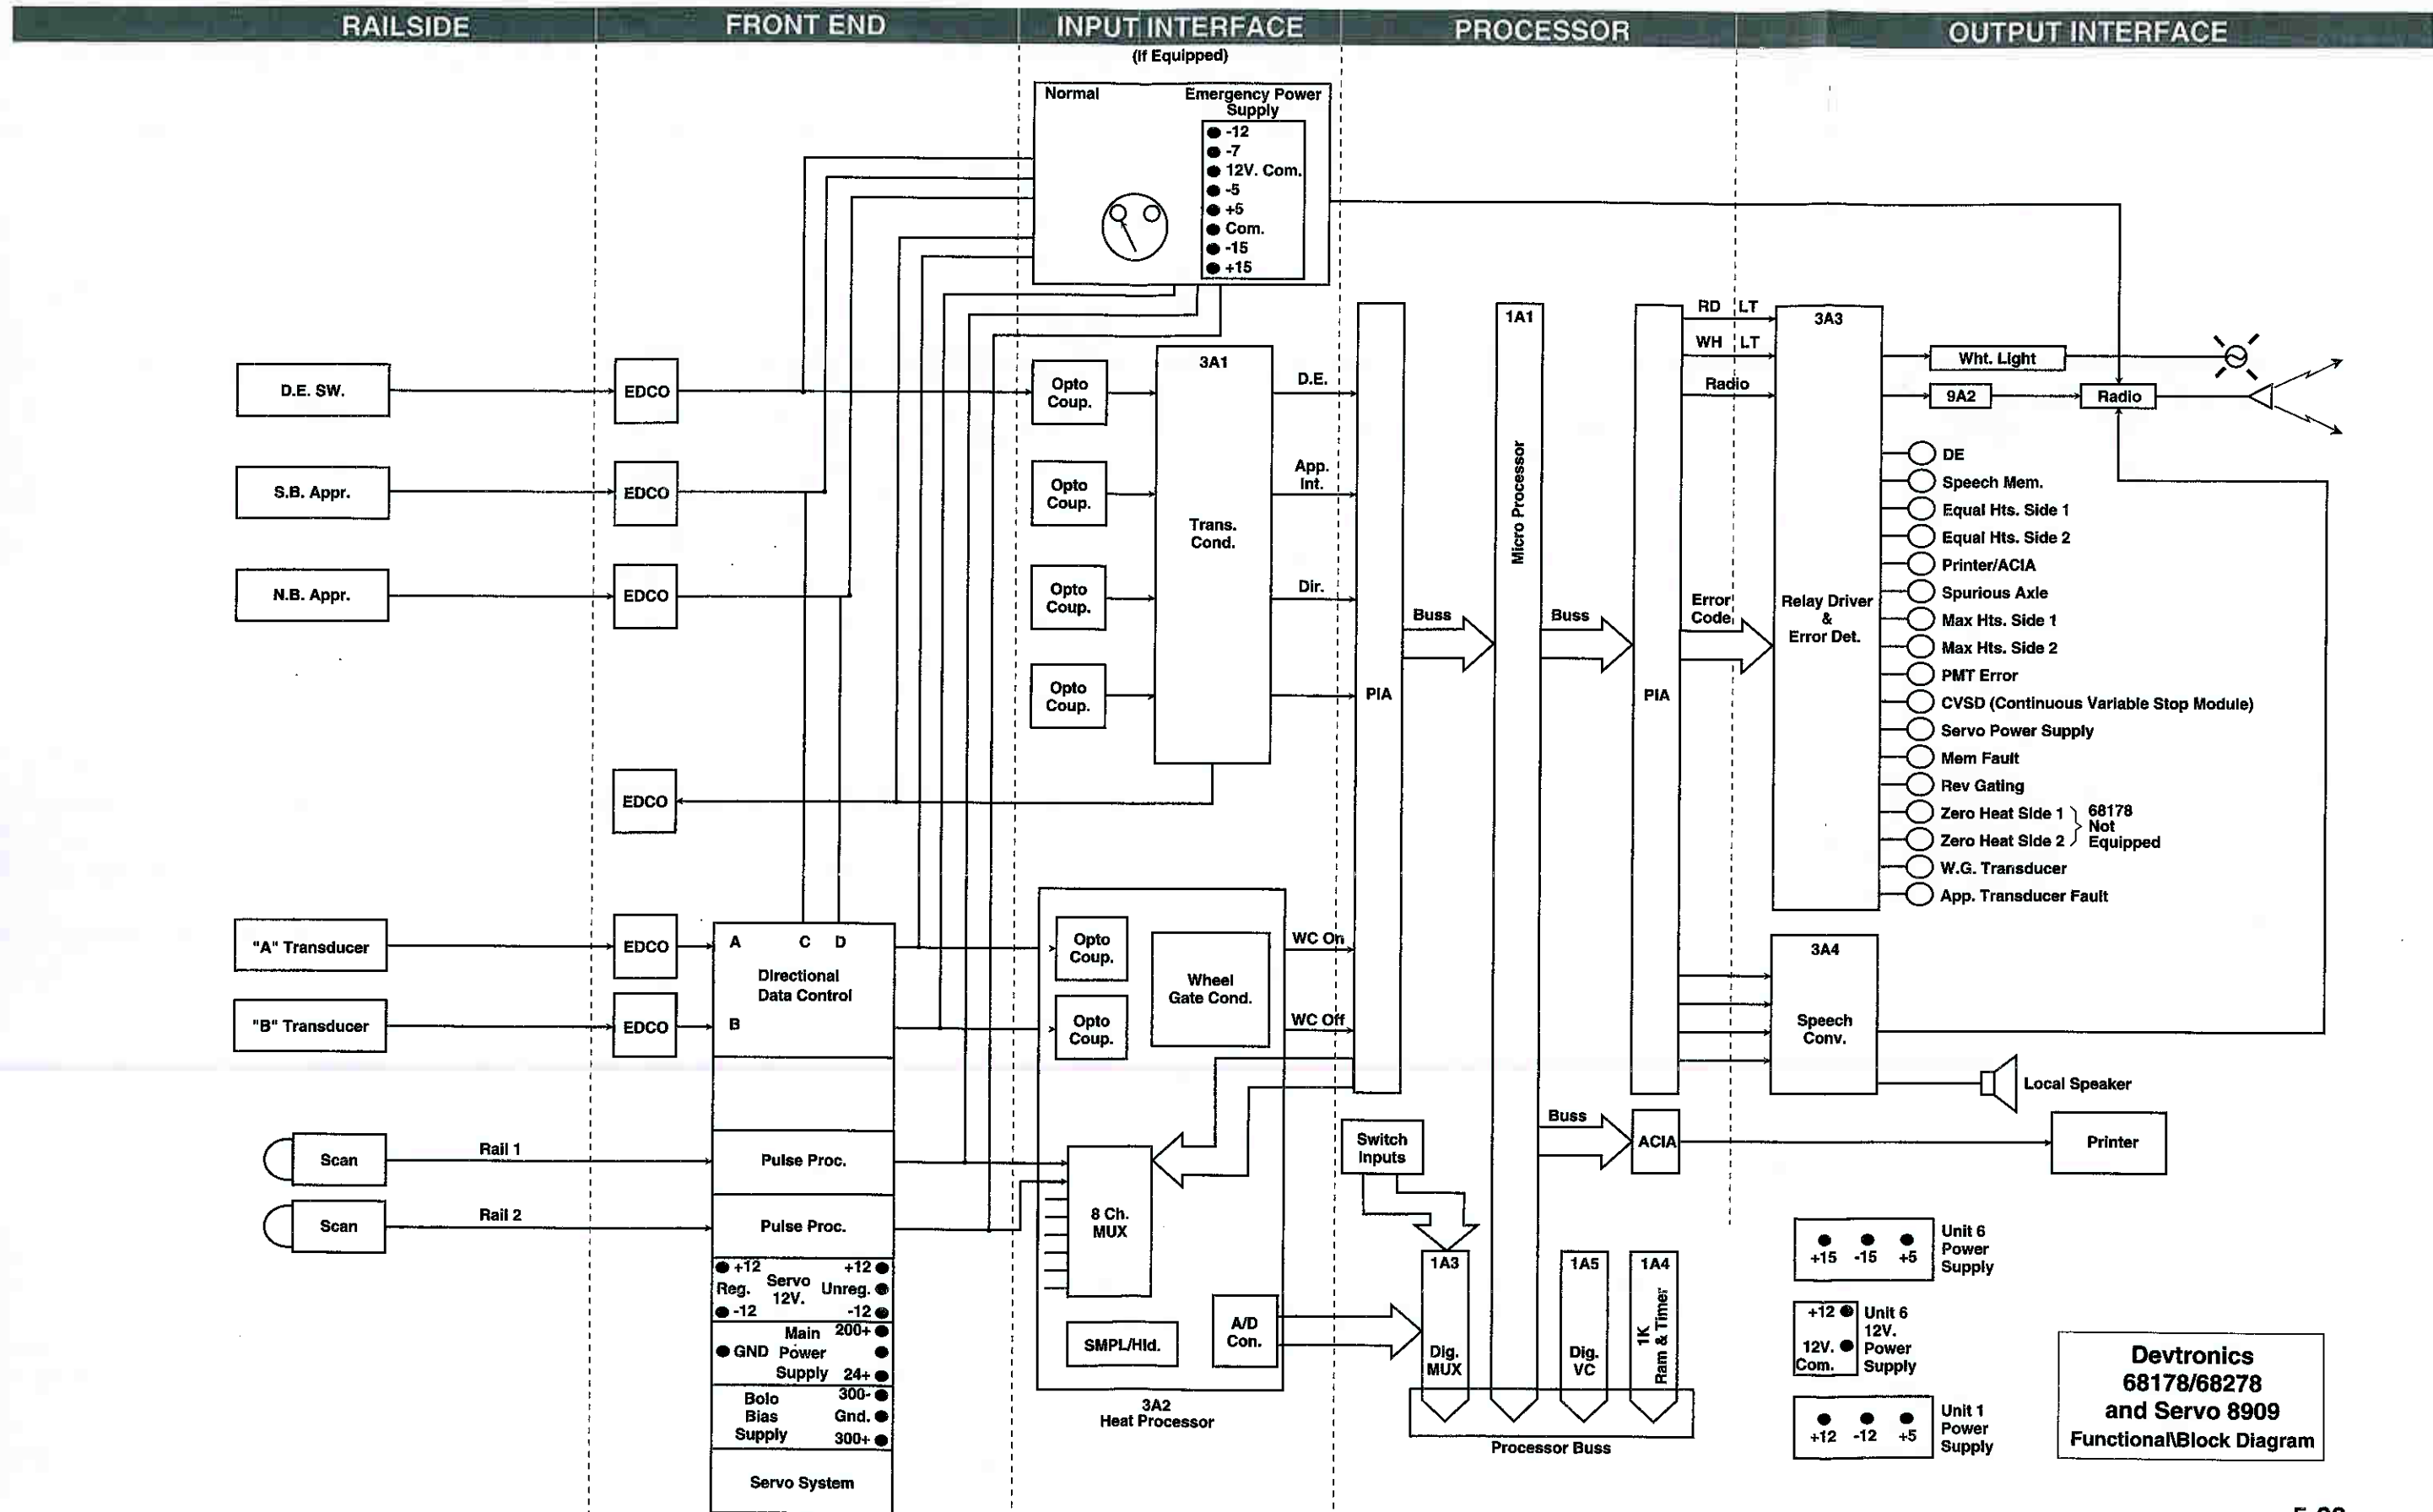 RAILSIDE
FRONT END
INPUT INTERFACE
PROCESSOR
OUTPUT INTERFACE
(If Equipped)
Normal
Emergency Power
Supply
-12
-7
12V. Com.
-5
+5
Com.
-15
+15
D.E. SW.
EDCO
Opto
Coup.
S.B. Appr.
EDCO
Opto
Coup.
N.B. Appr.
EDCO
Opto
Coup.
Opto
Coup.
EDCO
3A1
Trans.
Cond.
D.E.
App.
Int.
Dir.
PIA
Buss
1A1
Micro Processor
Buss
PIA
RD LT
WH LT
Radio
Error
Code
3A3
Relay Driver
&
Error Det.
Wht. Light
9A2
Radio
DE
Speech Mem.
Equal Hts. Side 1
Equal Hts. Side 2
Printer/ACIA
Spurious Axle
Max Hts. Side 1
Max Hts. Side 2
PMT Error
CVSD (Continuous Variable Stop Module)
Servo Power Supply
Mem Fault
Rev Gating
Zero Heat Side 1
Zero Heat Side 2
68178
Not
Equipped
W.G. Transducer
App. Transducer Fault
"A" Transducer
EDCO
"B" Transducer
EDCO
A C D
Directional
Data Control
B
Opto
Coup.
Opto
Coup.
Wheel
Gate Cond.
WC On
WC Off
3A4
Speech
Conv.
Local Speaker
Scan
Rail 1
Pulse Proc.
Scan
Rail 2
Pulse Proc.
8 Ch.
MUX
Switch
Inputs
Buss
ACIA
Printer
+12 +12
Reg. Servo Unreg.
12V.
-12 -12
Main 200+
GND Power
Supply 24+
Bolo 300-
Bias Gnd.
Supply 300+
Servo System
SMPL/Hld.
A/D
Con.
3A2
Heat Processor
1A3
Dig.
MUX
1A5
Dig.
VC
1A4
1K
Ram & Timer
Processor Buss
+15 -15 +5
Unit 6
Power
Supply
+12
12V.
Com.
Unit 6
12V.
Power
Supply
+12 -12 +5
Unit 1
Power
Supply
Devtronics
68178/68278
and Servo 8909
Functional\Block Diagram